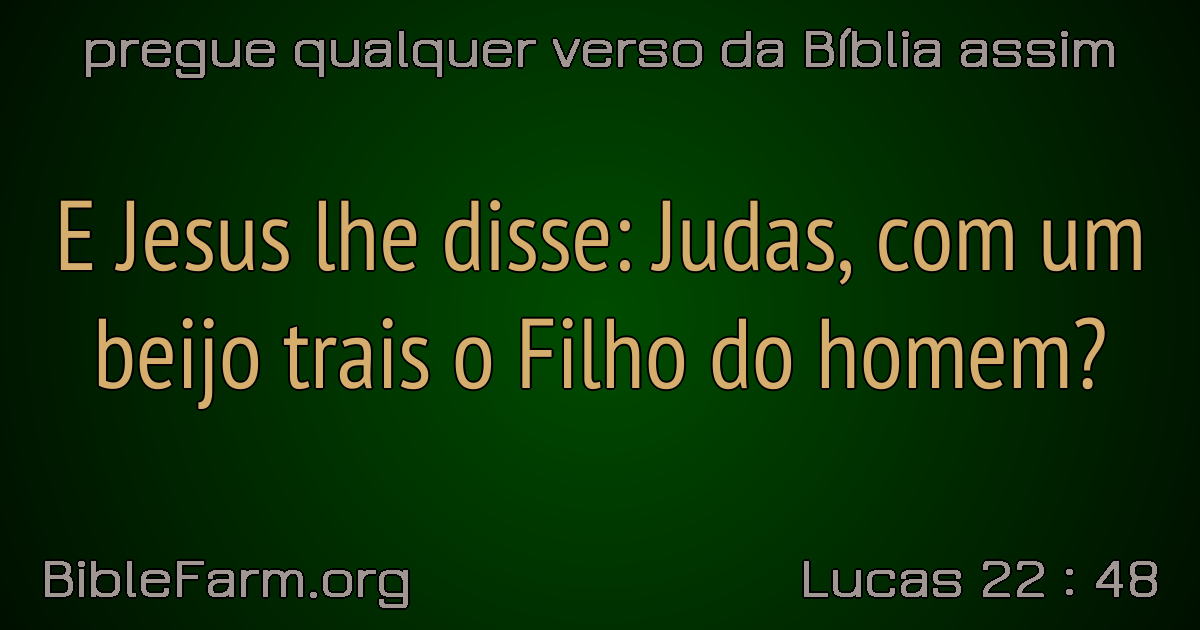 pregue qualquer verso da Bíblia assim
E Jesus lhe disse: Judas, com um
beijo trais o Filho do homem?
BibleFarm.org
Lucas 22 : 48